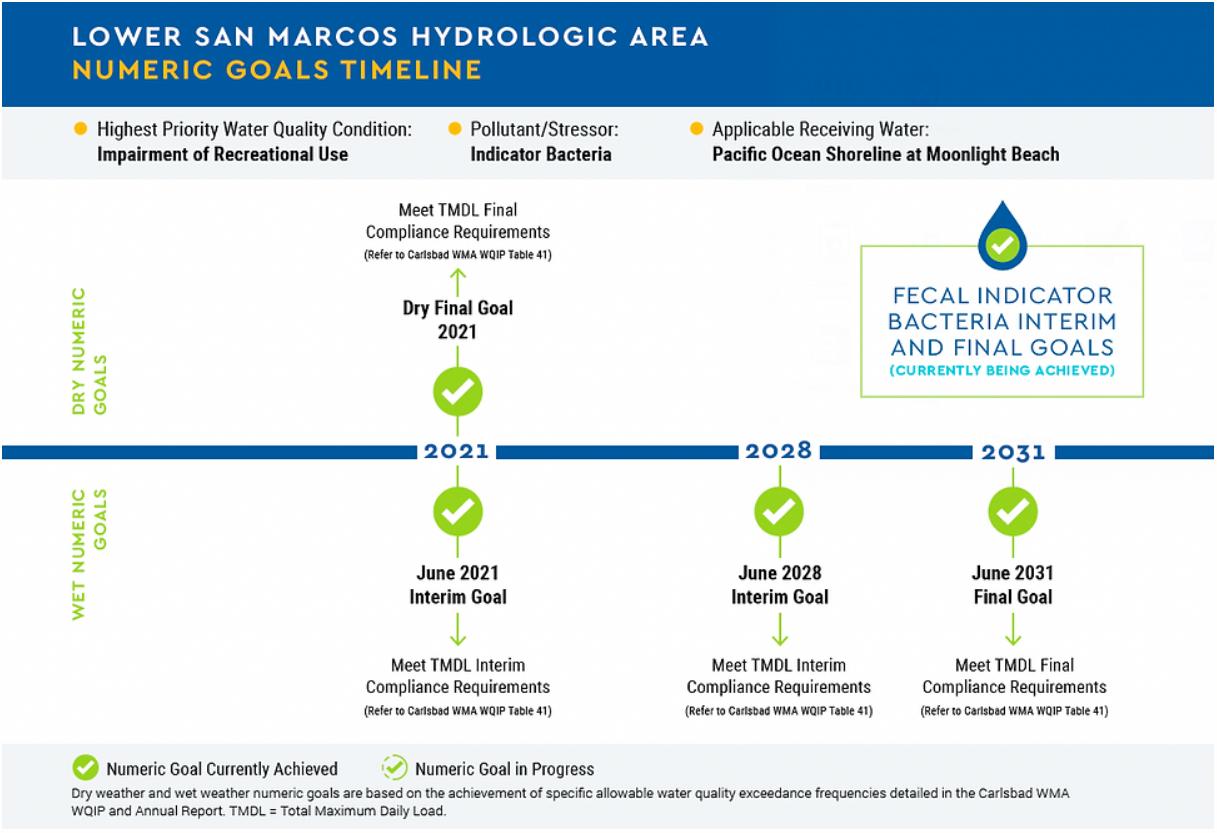 LOWER SAN MARCOS HYDROLOGIC AREA
NUMERIC GOALS TIMELINE
Highest Priority Water Quality Condition:
Impairment of Recreational Use
Pollutant/Stressor:
Indicator Bacteria
Applicable Receiving Water:
Pacific Ocean Shoreline at Moonlight Beach
DRY NUMERIC
GOALS
Meet TMDL Final
Compliance Requirements
(Refer to Carlsbad WMA WQIP Table 41)
Dry Final Goal
2021
FECAL INDICATOR
BACTERIA INTERIM
AND FINAL GOALS
(CURRENTLY BEING ACHIEVED)
2021
2028
2031
WET NUMERIC
GOALS
June 2021
Interim Goal
Meet TMDL Interim
Compliance Requirements
(Refer to Carlsbad WMA WQIP Table 41)
June 2028
Interim Goal
Meet TMDL Interim
Compliance Requirements
(Refer to Carlsbad WMA WQIP Table 41)
June 2031
Final Goal
Meet TMDL Final
Compliance Requirements
(Refer to Carlsbad WMA WQIP Table 41)
Numeric Goal Currently Achieved
Numeric Goal in Progress
Dry weather and wet weather numeric goals are based on the achievement of specific allowable water quality exceedance frequencies detailed in the Carlsbad WMA
WQIP and Annual Report. TMDL = Total Maximum Daily Load.